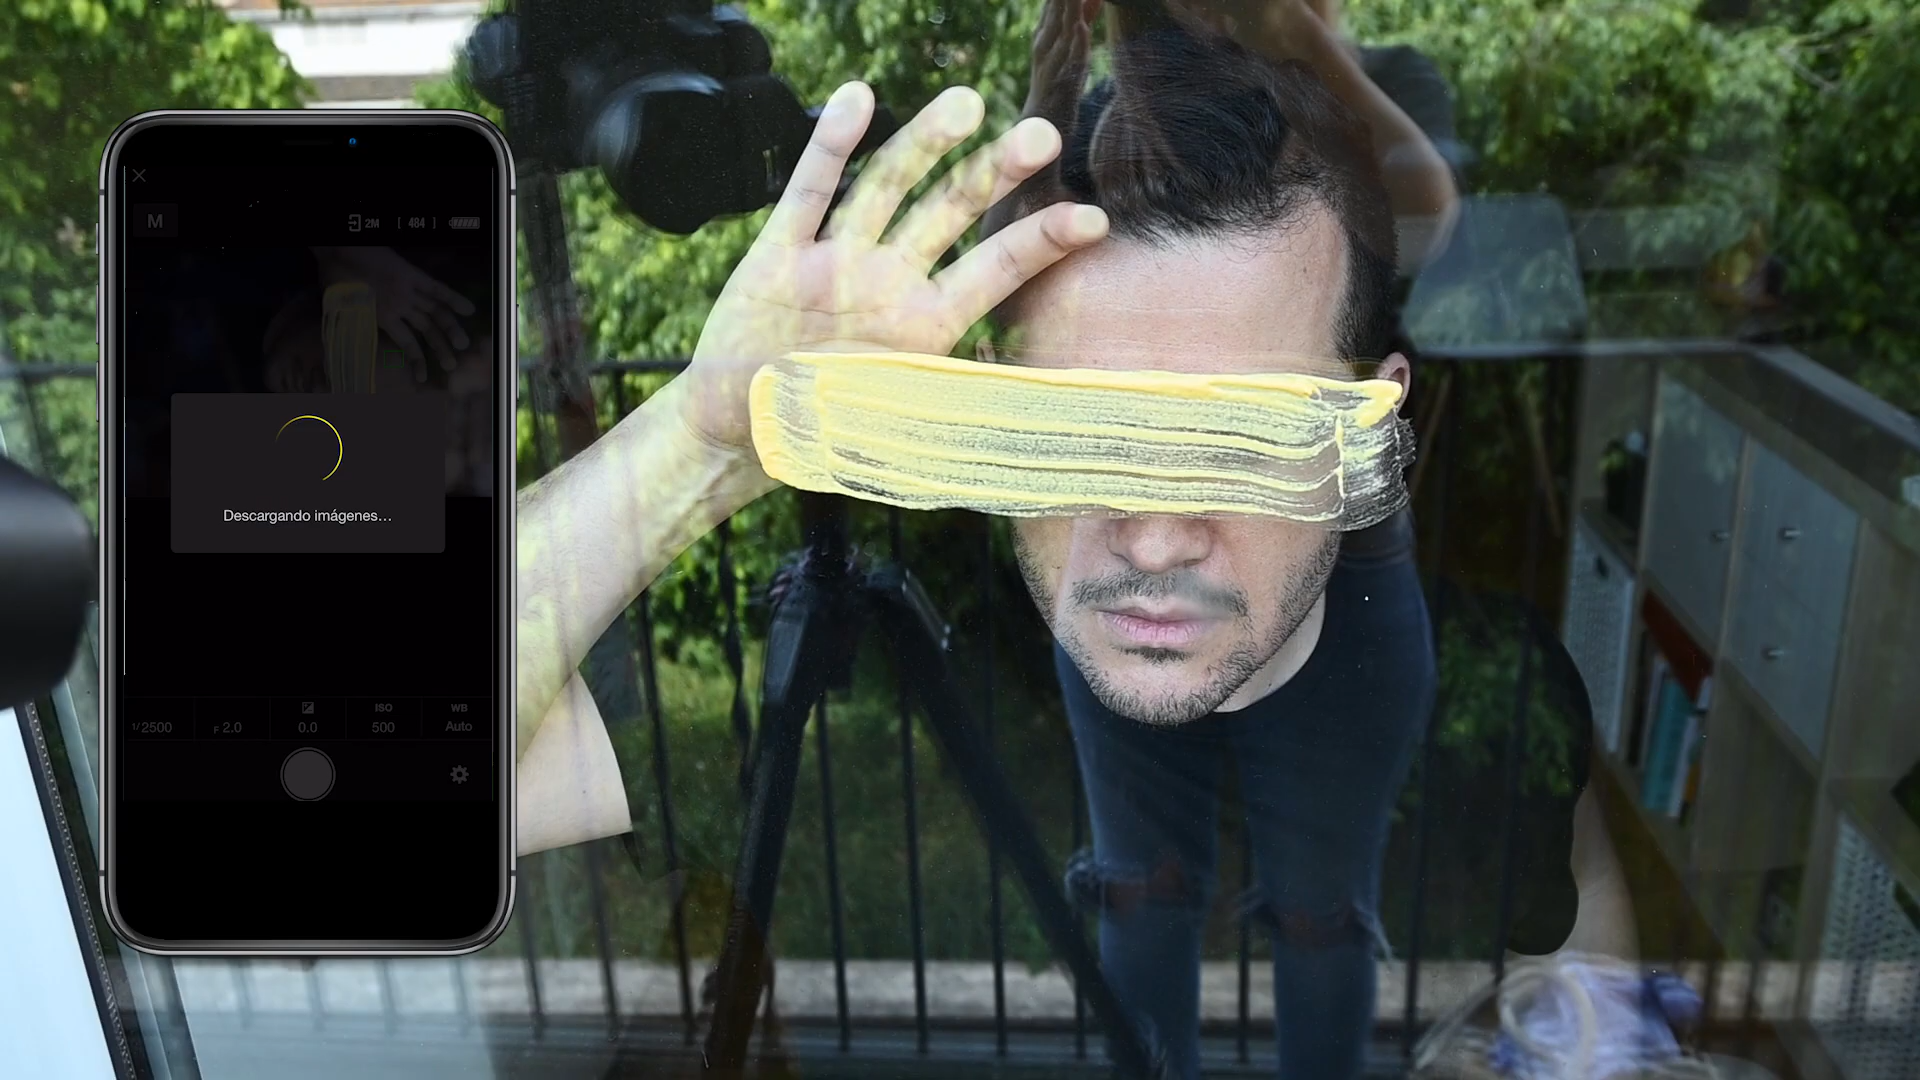 M 2M [ 484 ]
Descargando imágenes...
ISO WB
1/2500 F 2.0 0.0 500 Auto